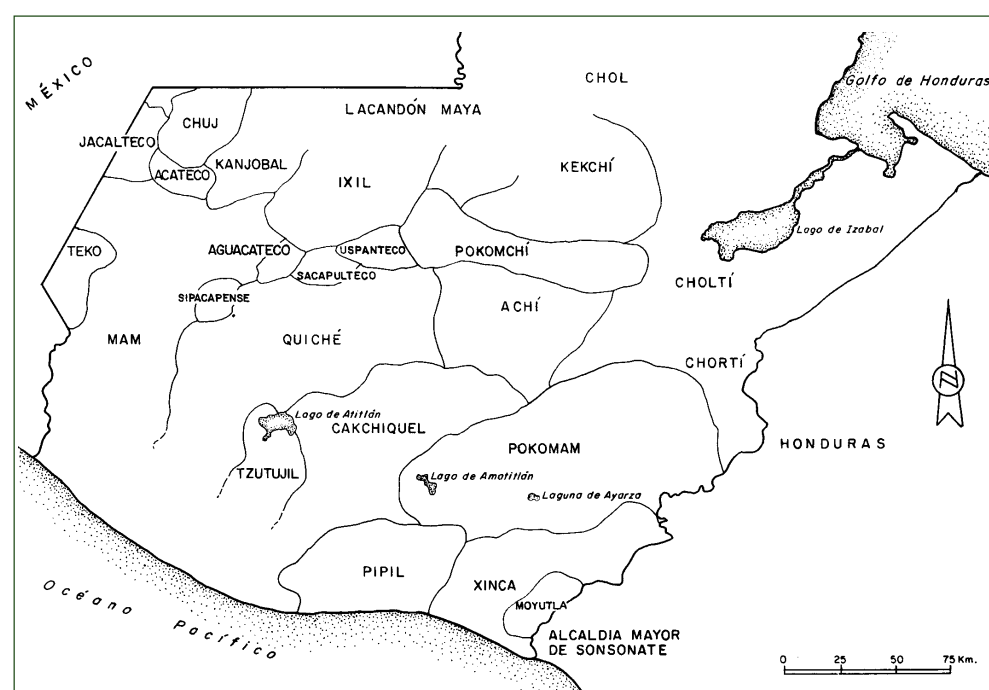 MÉXICO
CHOL
Golfo de Honduras
LACANDÓN MAYA
CHUJ
JACALTECO
KANJOBAL
ACATECO
IXIL
KEKCHÍ
Lago de Izabal
TEKO
AGUACATECO
USPANTECO
POKOMCHÍ
SACAPULTECO
CHOLTÍ
SIPACAPENSE
ACHÍ
MAM
QUICHÉ
CHORTÍ
N
Lago de Atitlán
CAKCHIQUEL
HONDURAS
POKOMAM
TZUTUJIL
Lago de Amatitlán
Laguna de Ayarza
PIPIL
XINCA
MOYUTLA
Océano
Pacífico
ALCALDIA MAYOR
DE SONSONATE
0 25 50 75 Km.